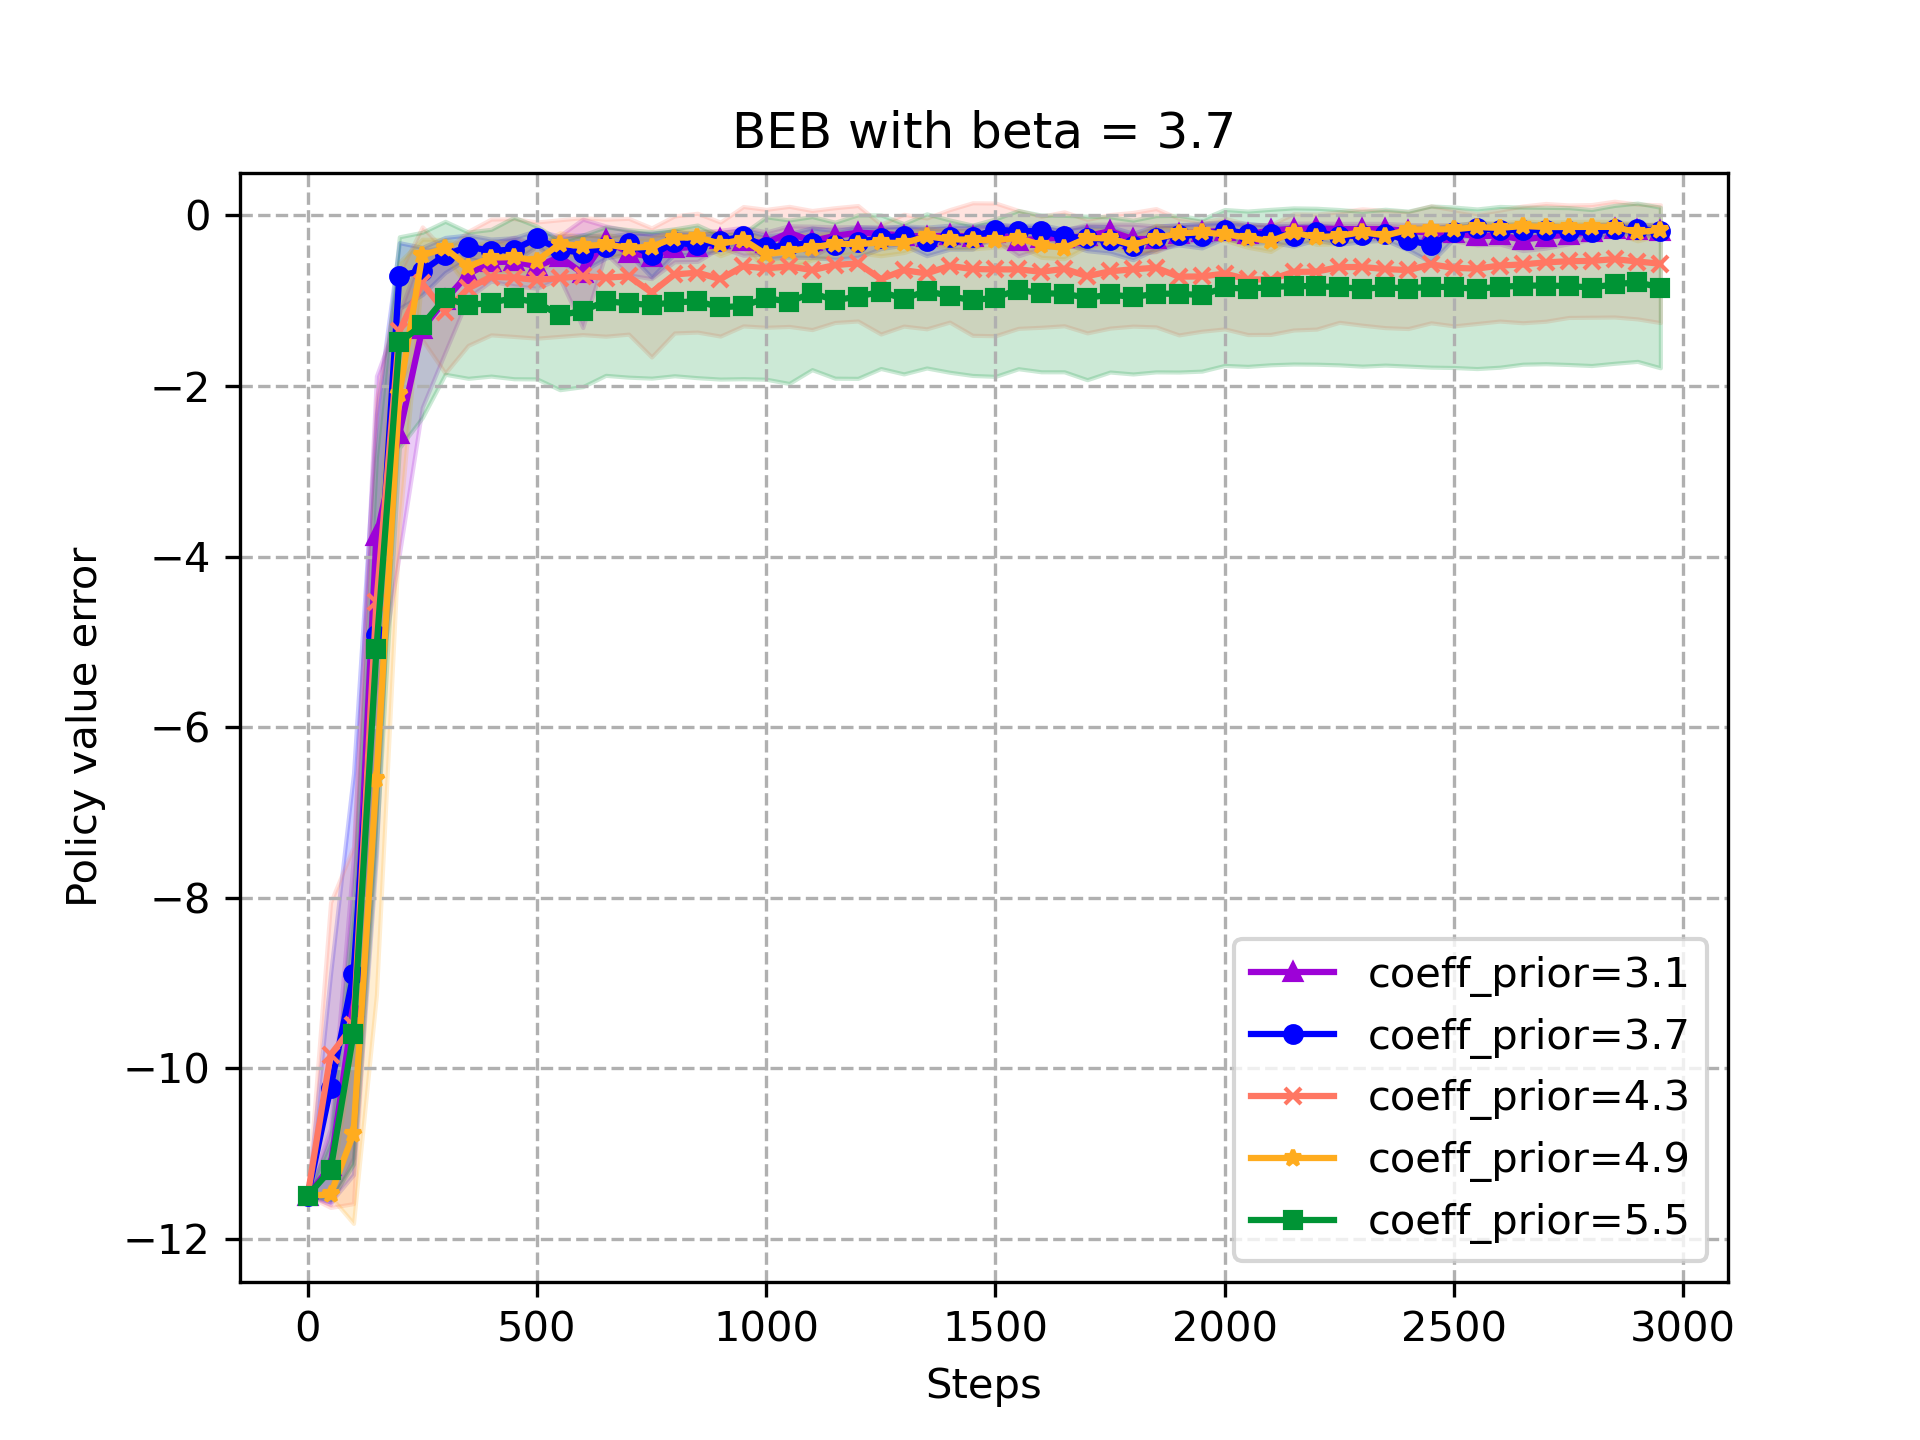 BEB with beta = 3.7
Policy value error
0
−2
−4
−6
−8
−10
−12
coeff_prior=3.1
coeff_prior=3.7
coeff_prior=4.3
coeff_prior=4.9
coeff_prior=5.5
0 500 1000 1500 2000 2500 3000
Steps